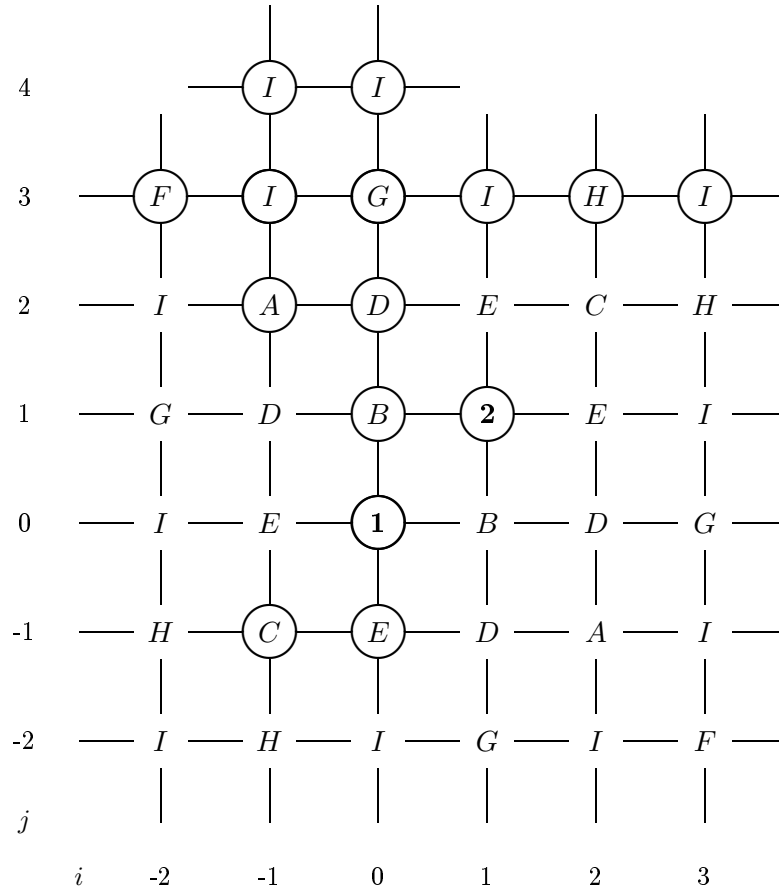 4 I I
3 F I G I H I
2 I A D E C H
1 G D B 2 E I
0 I E 1 B D G
-1 H C E D A I
-2 I H I G I F
j
i -2 -1 0 1 2 3